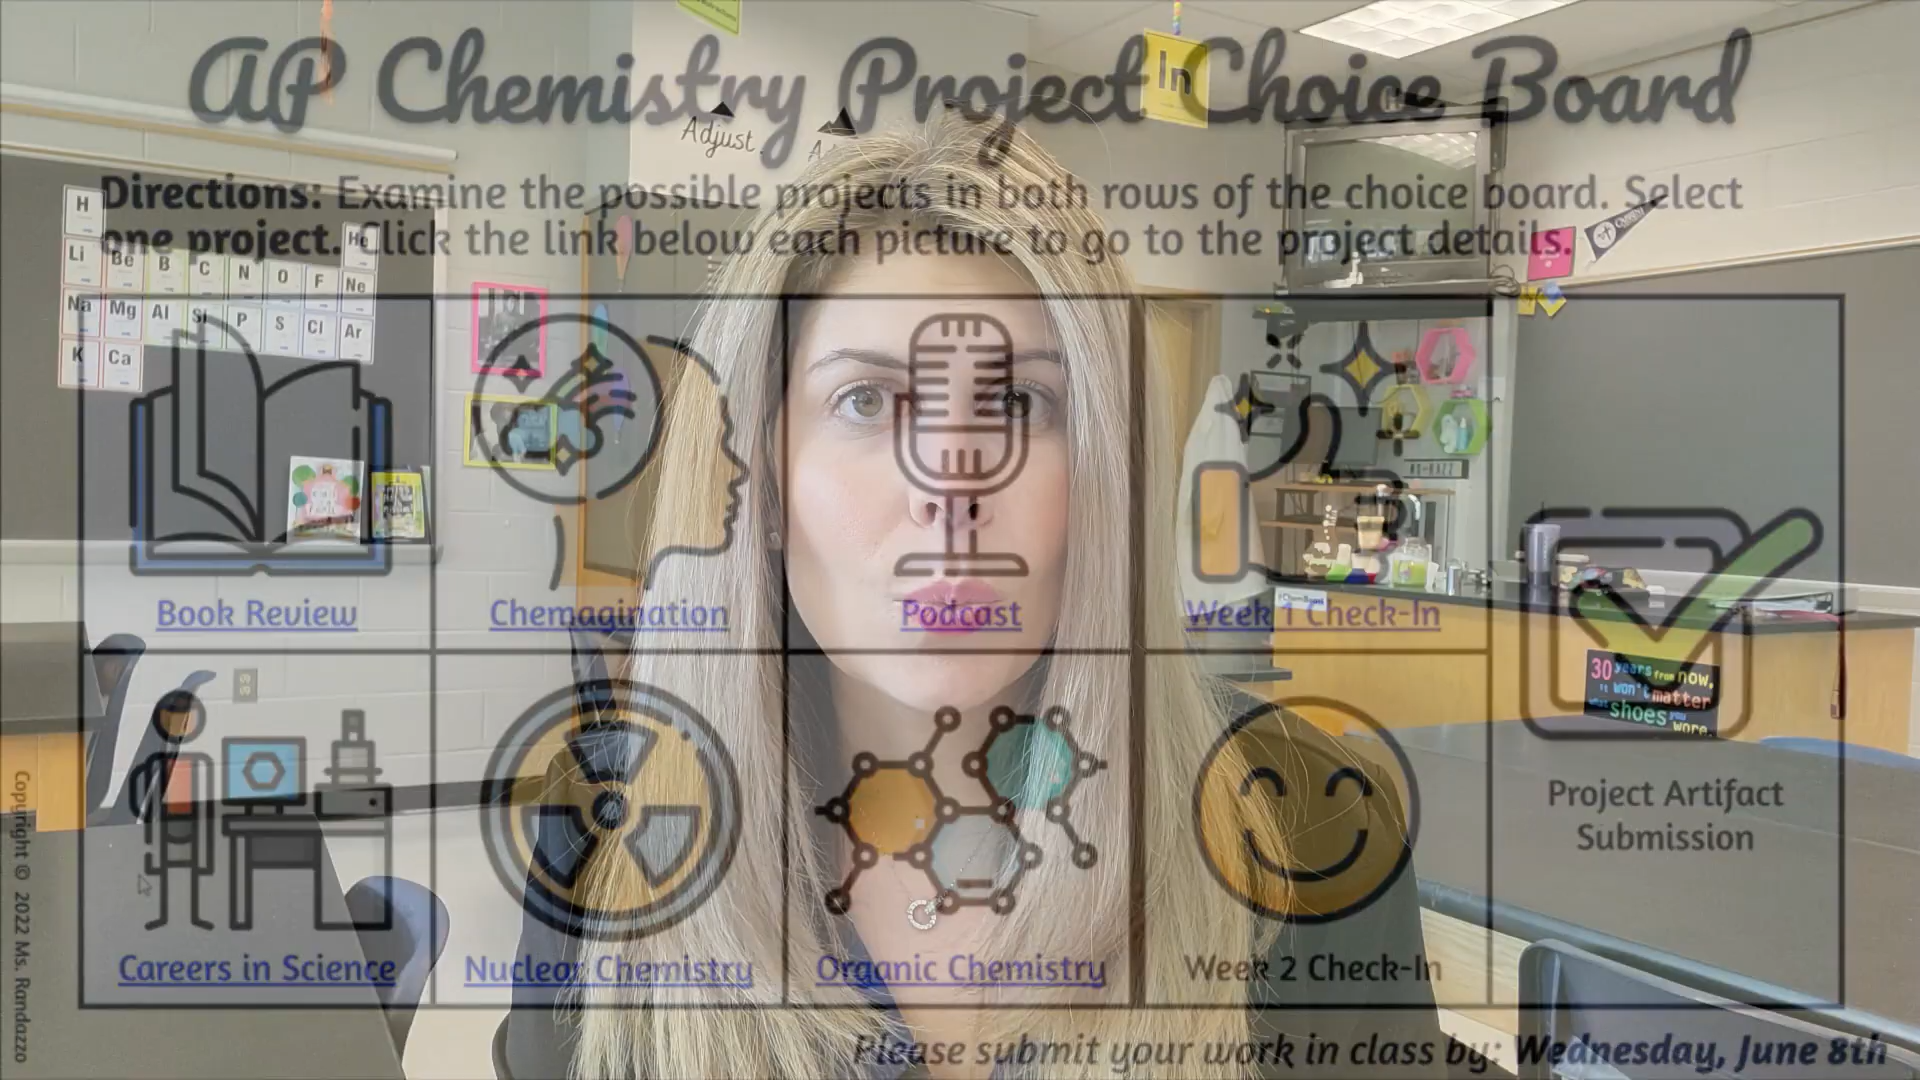 AP Chemistry Project Choice Board
In
Adjust.
Directions: Examine the possible projects in both rows of the choice board. Select
one project. Click the link below each picture to go to the project details.
H
He
Li Be B C N O F Ne
Na Mg Al Si P S Cl Ar
K Ca
Book Review
Chemagination
Podcast
Week 1 Check-In
30 years from now,
it won't matter
what shoes you
wore.
Project Artifact
Submission
Careers in Science
Nuclear Chemistry
Organic Chemistry
Week 2 Check-In
Please submit your work in class by: Wednesday, June 8th
Copyright © 2022 Ms. Randazzo